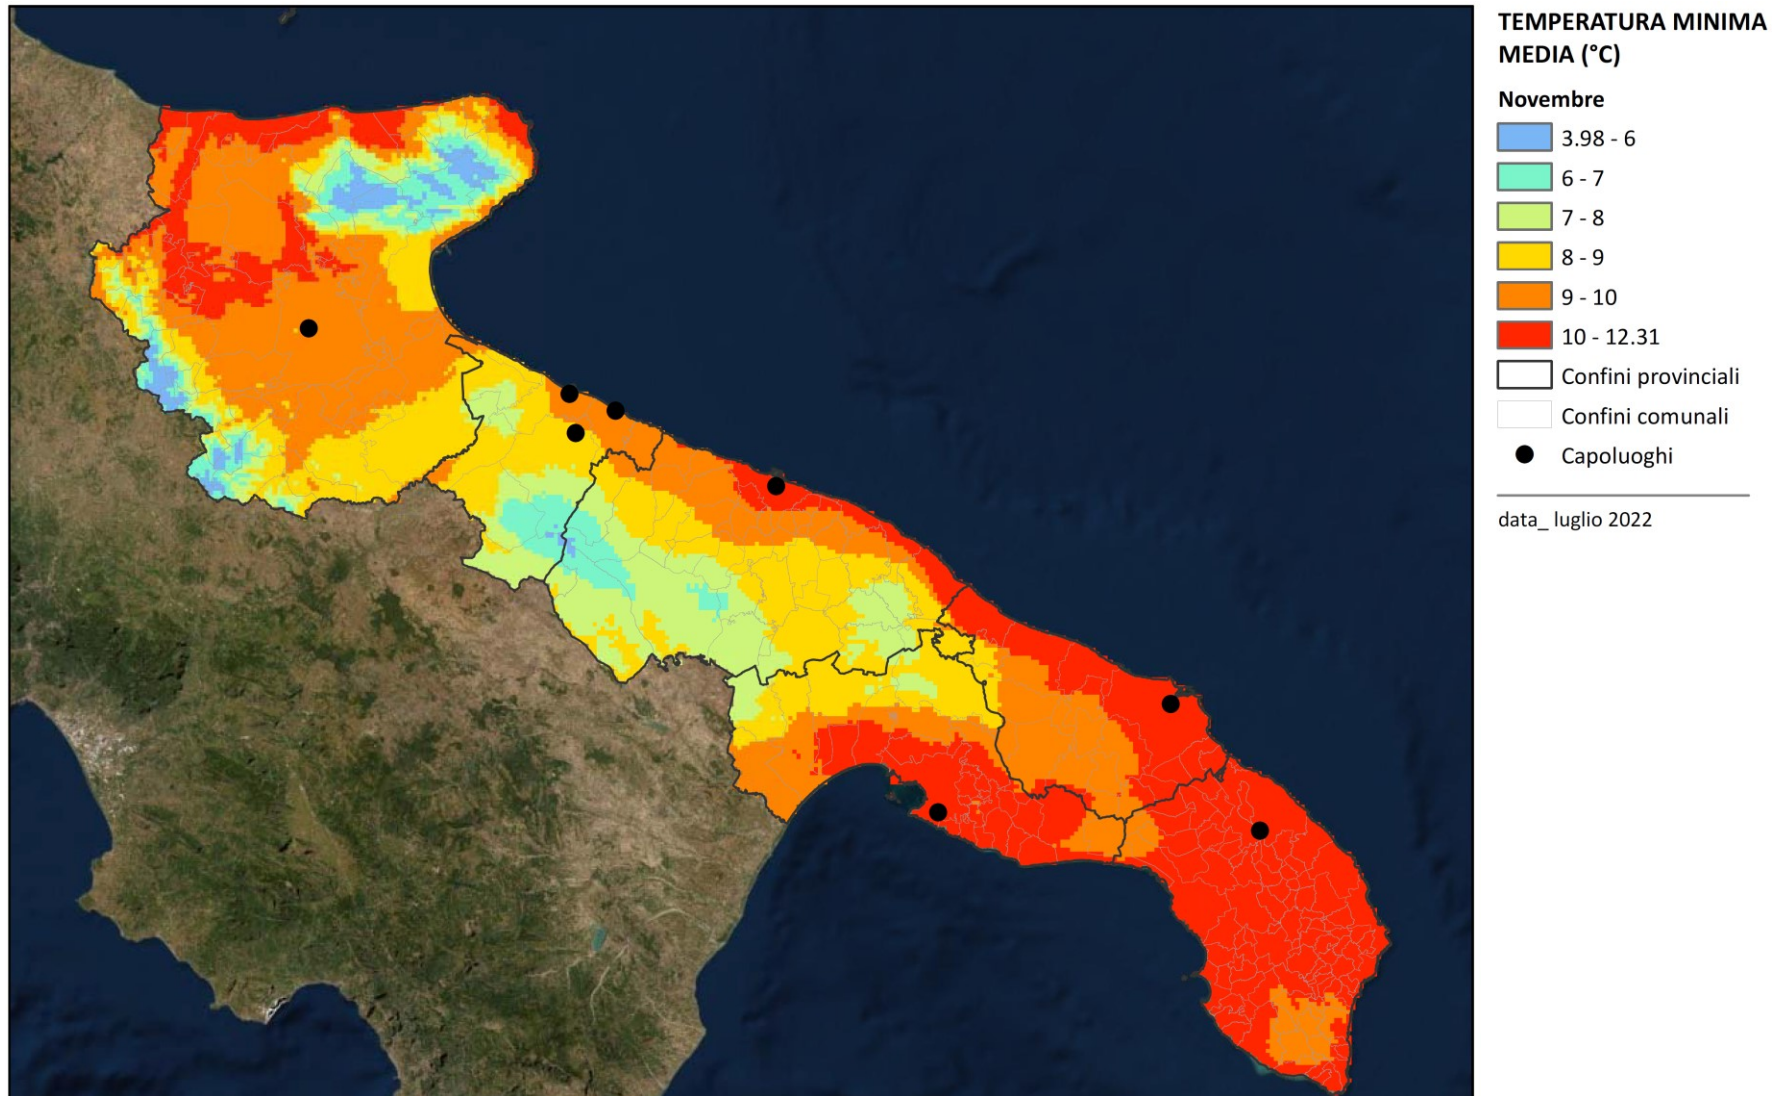 TEMPERATURA MINIMA
MEDIA (°C)
Novembre
3.98 - 6
6 - 7
7 - 8
8 - 9
9 - 10
10 - 12.31
Confini provinciali
Confini comunali
Capoluoghi
data_ luglio 2022